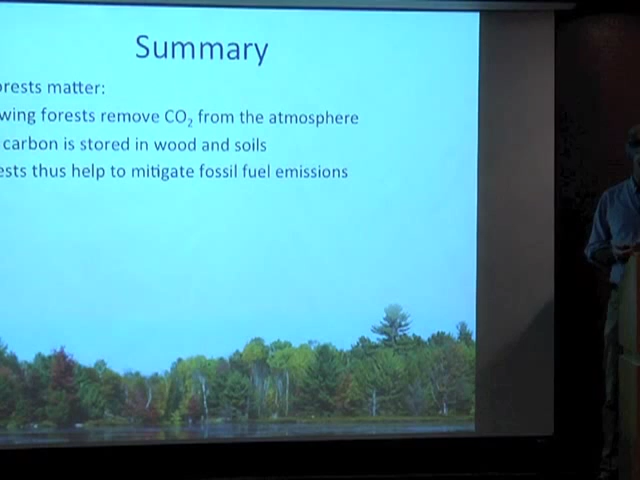 Summary
orests matter:
wing forests remove CO₂ from the atmosphere
carbon is stored in wood and soils
ests thus help to mitigate fossil fuel emissions